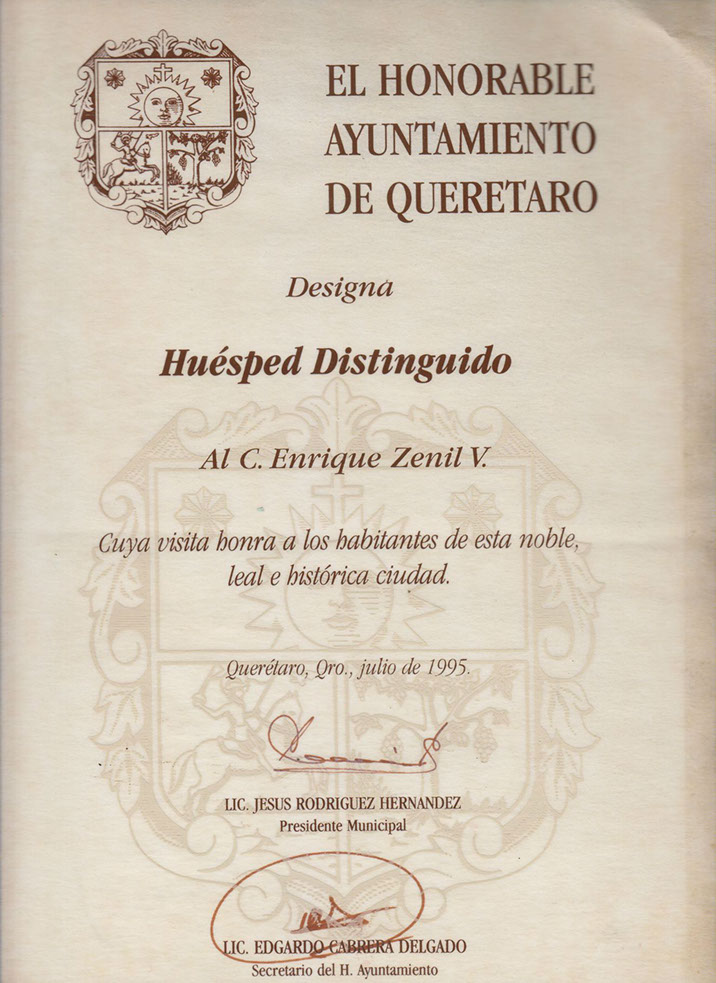 EL HONORABLE
AYUNTAMIENTO
DE QUERETARO
Designa
Huésped Distinguido
Al C. Enrique Zenil V.
Cuya visita honra a los habitantes de esta noble,
leal e histórica ciudad.
Querétaro, Qro., julio de 1995.
LIC. JESUS RODRIGUEZ HERNANDEZ
Presidente Municipal
LIC. EDGARDO CABRERA DELGADO
Secretario del H. Ayuntamiento